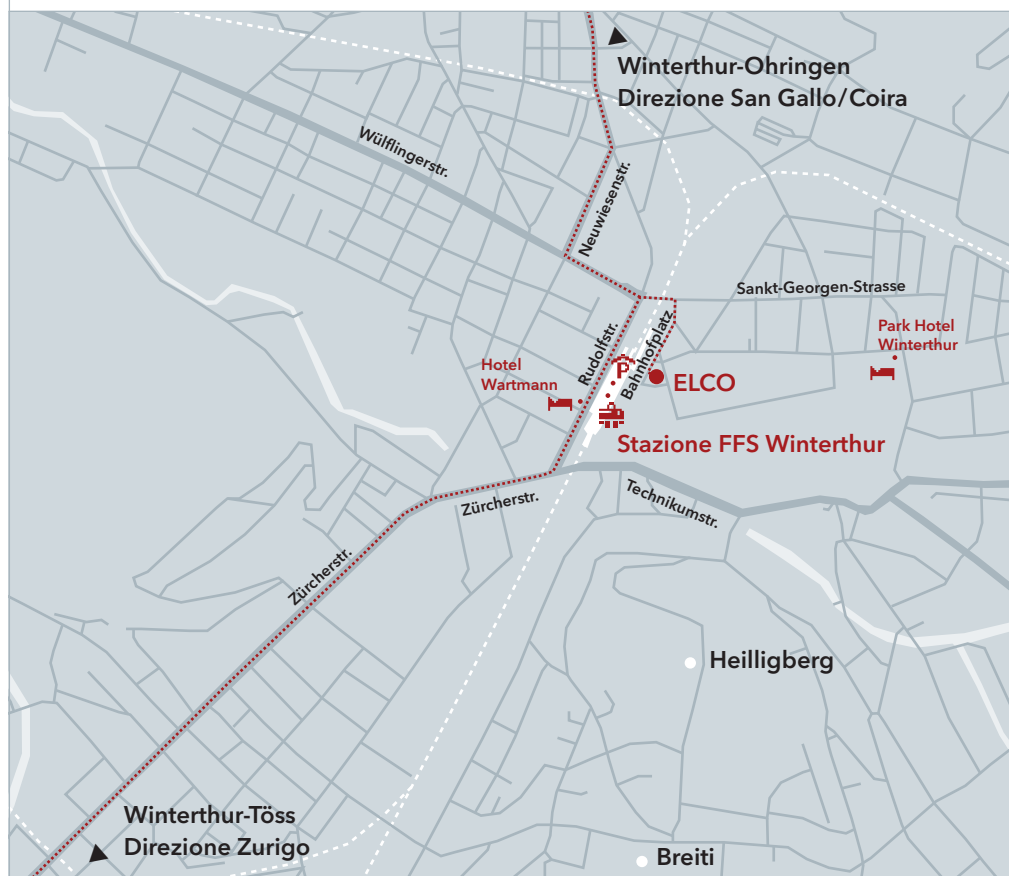 Winterthur-Ohringen
Direzione San Gallo/Coira
Wülflingerstr.
Neuwiesenstr.
Sankt-Georgen-Strasse
Park Hotel
Winterthur
Rudolfstr.
Bahnhofplatz
Hotel
Wartmann
P
ELCO
Stazione FFS Winterthur
Zürcherstr.
Technikumstr.
Zürcherstr.
Heilligberg
Winterthur-Töss
Direzione Zurigo
Breiti